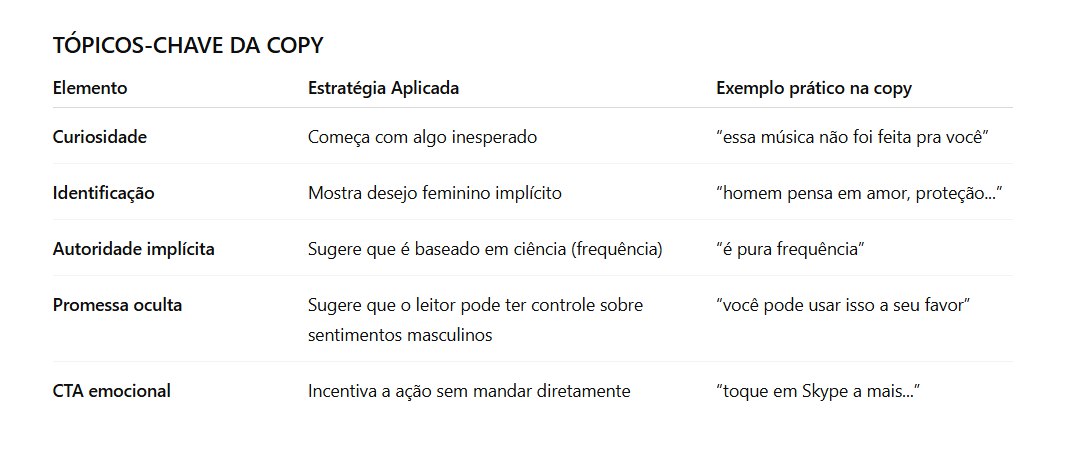 TÓPICOS-CHAVE DA COPY
Elemento Estratégia Aplicada Exemplo prático na copy
Curiosidade Começa com algo inesperado “essa música não foi feita pra você”
Identificação Mostra desejo feminino implícito “homem pensa em amor, proteção...”
Autoridade implícita Sugere que é baseado em ciência (frequência) “é pura frequência”
Promessa oculta Sugere que o leitor pode ter controle sobre “você pode usar isso a seu favor”
sentimentos masculinos
CTA emocional Incentiva a ação sem mandar diretamente “toque em Skype a mais...”